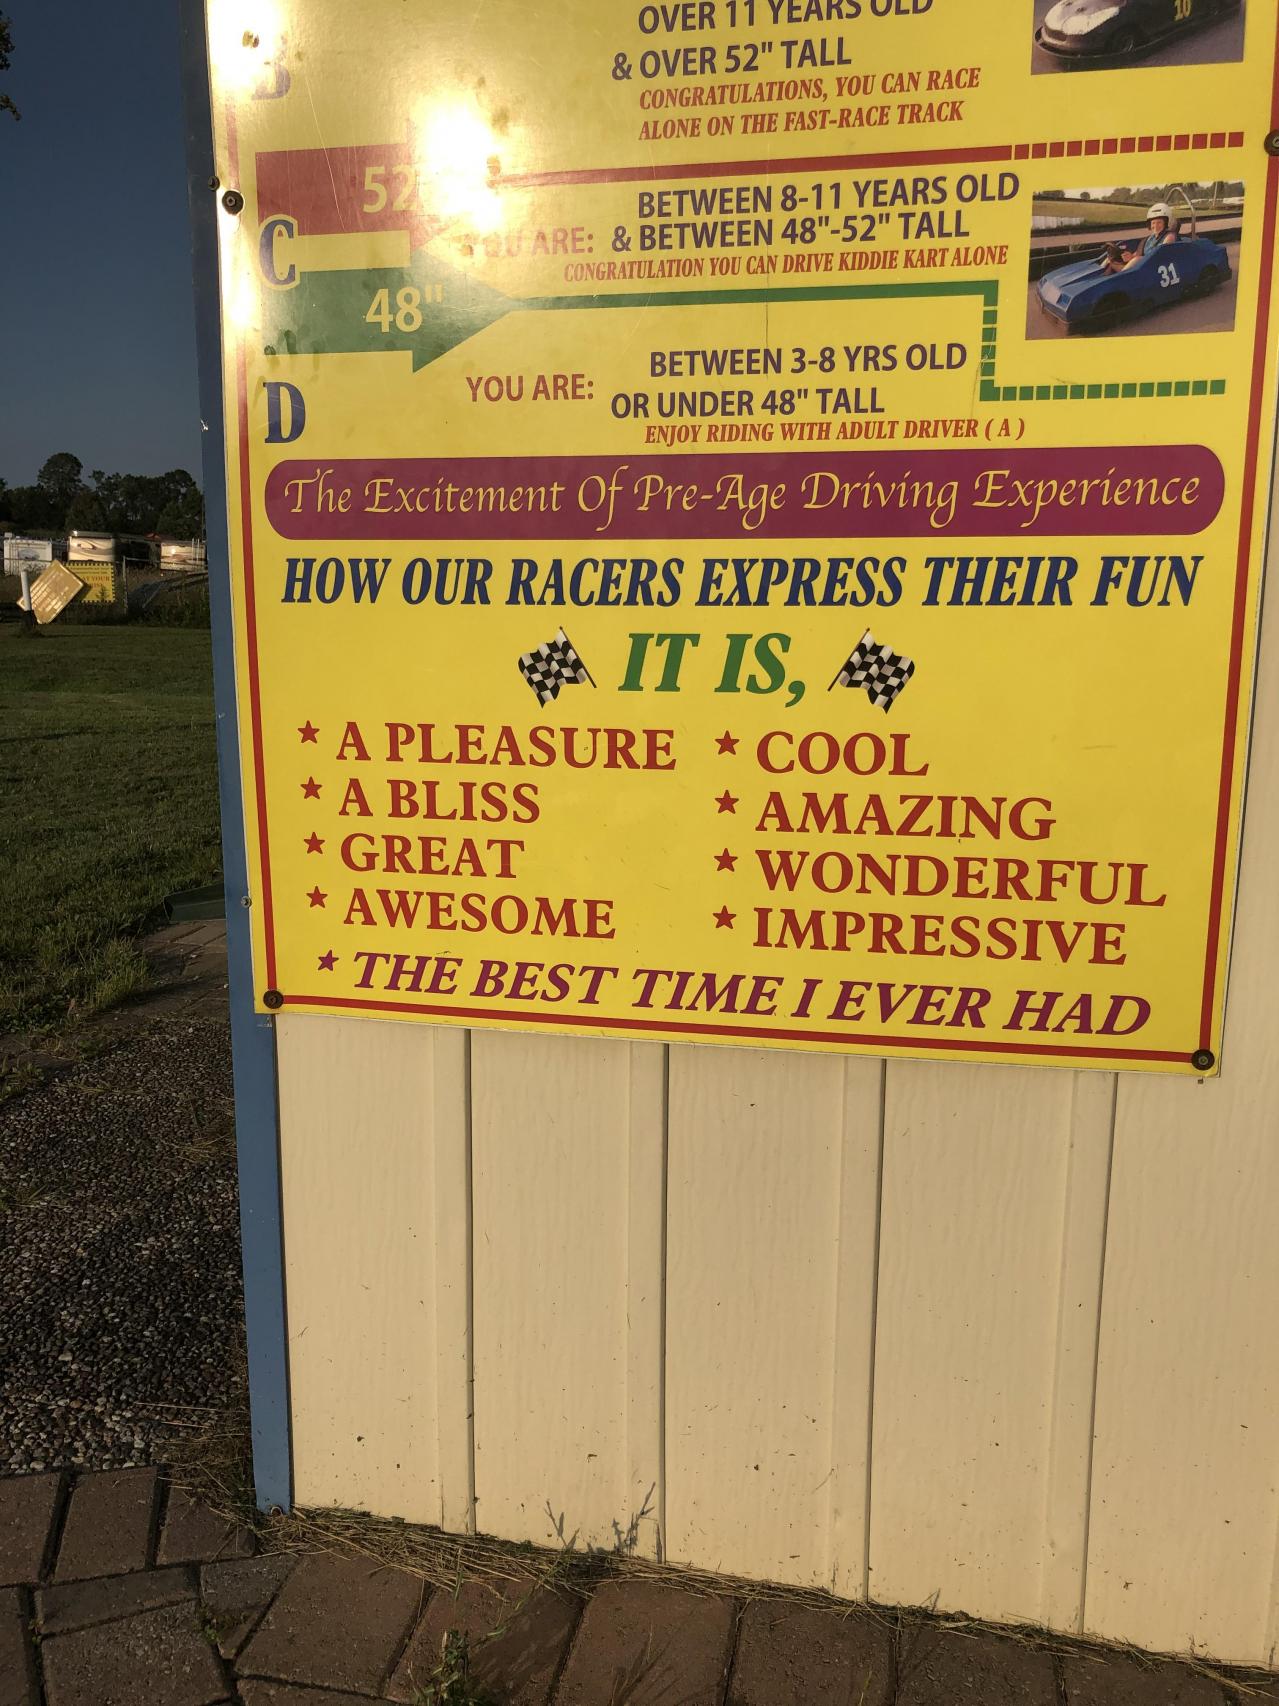 B
OVER 11 YEARS OLD
& OVER 52" TALL
CONGRATULATIONS, YOU CAN RACE
ALONE ON THE FAST-RACE TRACK
10
52
C
BETWEEN 8-11 YEARS OLD
YOU ARE: & BETWEEN 48"-52" TALL
CONGRATULATION YOU CAN DRIVE KIDDIE KART ALONE
31
48"
D
BETWEEN 3-8 YRS OLD
YOU ARE:
OR UNDER 48" TALL
ENJOY RIDING WITH ADULT DRIVER ( A )
The Excitement Of Pre-Age Driving Experience
HOW OUR RACERS EXPRESS THEIR FUN
IT IS,
* A PLEASURE
* A BLISS
* GREAT
* AWESOME
* COOL
* AMAZING
* WONDERFUL
* IMPRESSIVE
* THE BEST TIME I EVER HAD